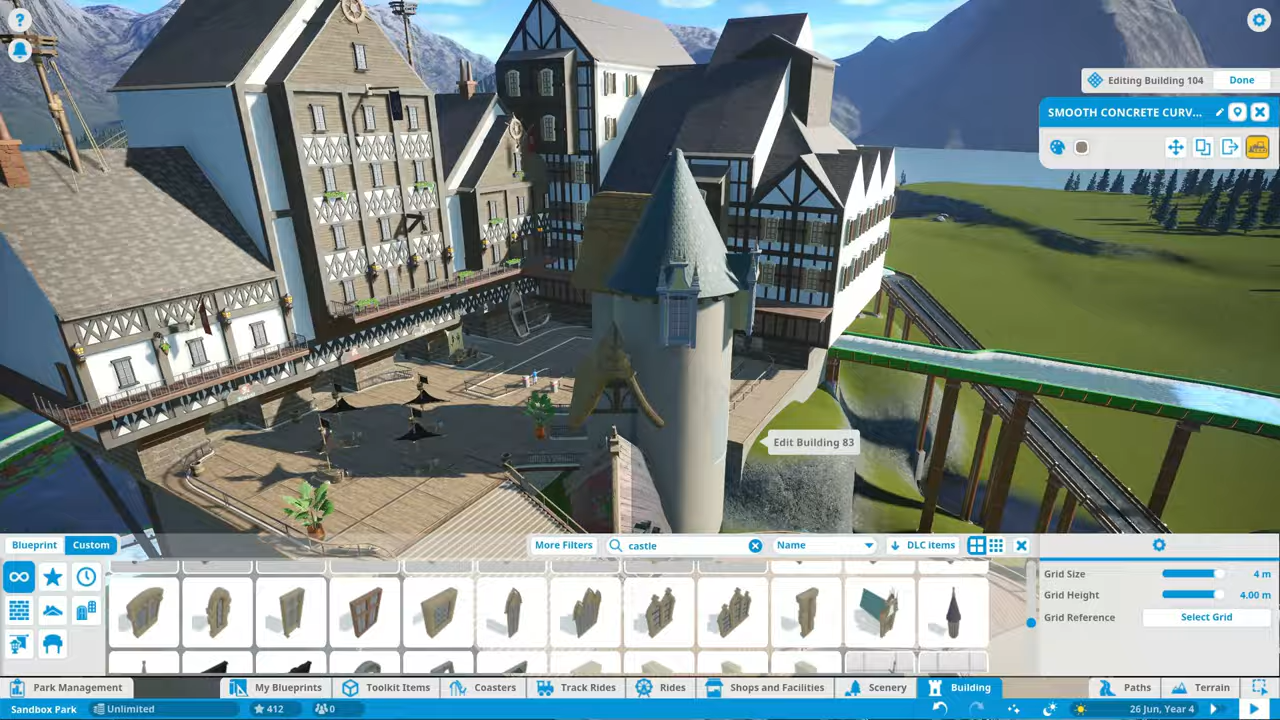 ?
Editing Building 104
Done
SMOOTH CONCRETE CURV...
Edit Building 83
Blueprint
Custom
More Filters
castle
Name
DLC items
Grid Size
4 m
Grid Height
4.00 m
Grid Reference
Select Grid
Park Management
My Blueprints
Toolkit Items
Coasters
Track Rides
Rides
Shops and Facilities
Scenery
Building
Paths
Terrain
Sandbox Park
Unlimited
412
0
26 Jun, Year 4